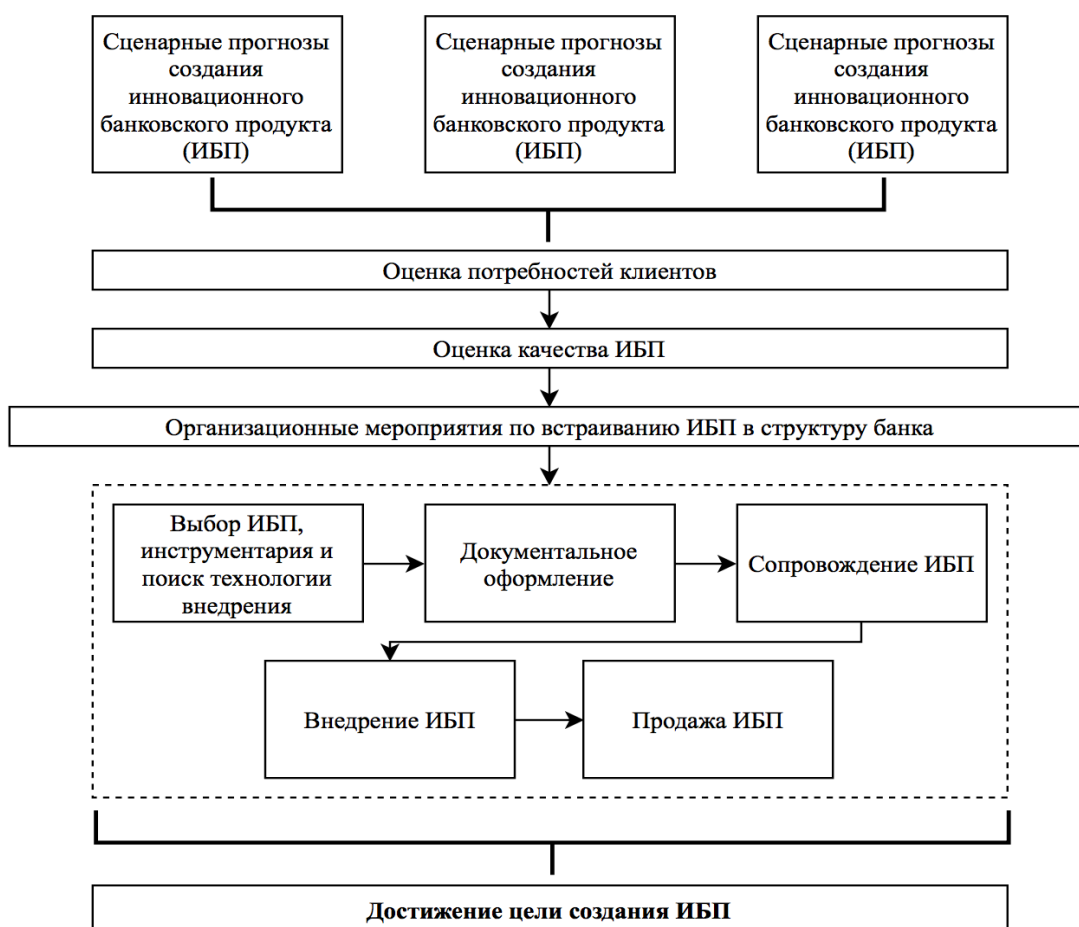 Сценарные прогнозы
создания
инновационного
банковского продукта
(ИБП)
Сценарные прогнозы
создания
инновационного
банковского продукта
(ИБП)
Сценарные прогнозы
создания
инновационного
банковского продукта
(ИБП)
Оценка потребностей клиентов
Оценка качества ИБП
Организационные мероприятия по встраиванию ИБП в структуру банка
Выбор ИБП,
инструментария и
поиск технологии
внедрения
Документальное
оформление
Сопровождение ИБП
Внедрение ИБП
Продажа ИБП
Достижение цели создания ИБП